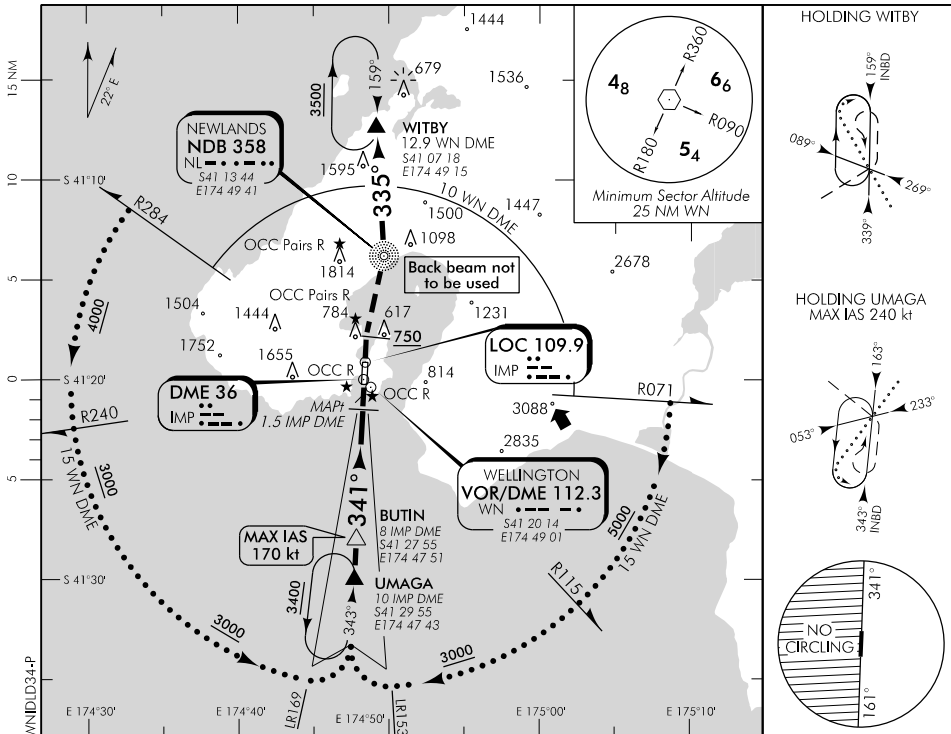 15 NM
10
5
0
5
22° E
S 41°10'
S 41°20'
S 41°30'
E 174°30'
E 174°40'
E 174°50'
E 175°00'
E 175°10'
WNIDLD34-P
1444
1536
679
159°
3500
WITBY
12.9 WN DME
S41 07 18
E174 49 15
NEWLANDS
NDB 358
NL
S41 13 44
E174 49 41
1595
335°
10 WN DME
1500
1447
R284
OCC Pairs R
1814
1098
Back beam not
to be used
2678
4000
1504
1444
OCC Pairs R
784
617
750
1231
1752
1655
OCC R
LOC 109.9
IMP
814
DME 36
IMP
OCC R
MAPt
1.5 IMP DME
3088
R071
R240
2835
3000
15 WN DME
WELLINGTON
VOR/DME 112.3
WN
S41 20 14
E174 49 01
341°
BUTIN
8 IMP DME
S41 27 55
E174 47 51
MAX IAS
170 kt
5000
15 WN DME
UMAGA
10 IMP DME
S41 29 55
E174 47 43
3400
343°
R115
3000
3000
LR169
LR153
R360
R090
R180
48
66
54
Minimum Sector Altitude
25 NM WN
HOLDING WITBY
159°
INBD
089°
269°
339°
HOLDING UMAGA
MAX IAS 240 kt
163°
233°
053°
343°
INBD
NO
CIRCLING
341°
161°